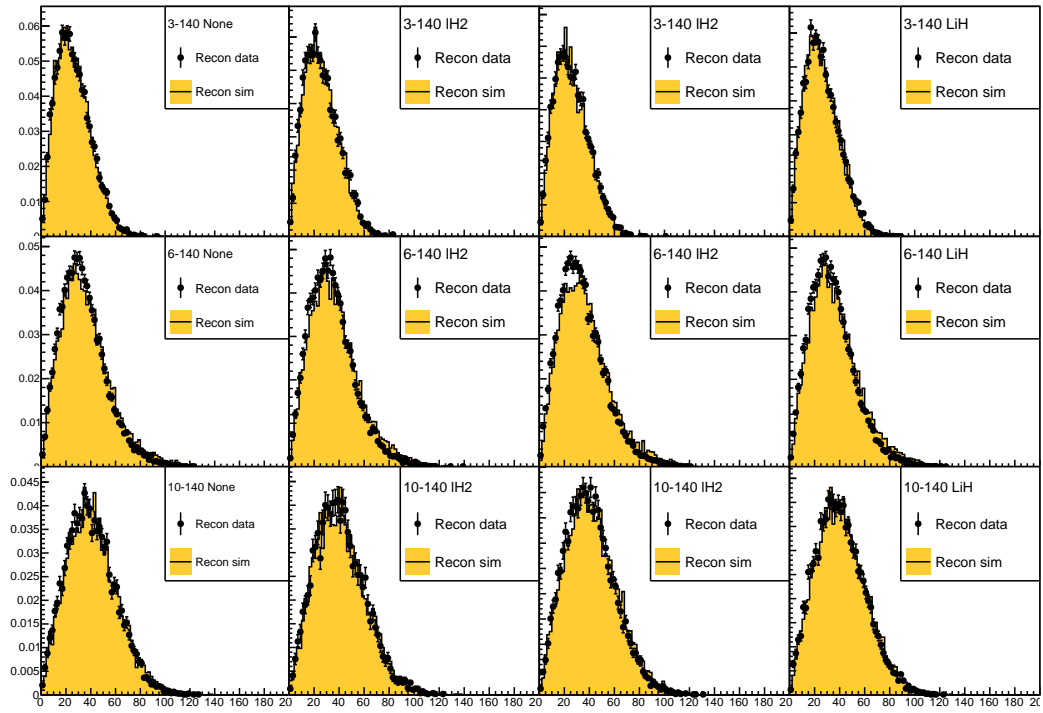 3-140 None
Recon data
Recon sim
3-140 lH2
Recon data
Recon sim
3-140 lH2
Recon data
Recon sim
3-140 LiH
Recon data
Recon sim
0.06
0.05
0.04
0.03
0.02
0.01
6-140 None
Recon data
Recon sim
6-140 lH2
Recon data
Recon sim
6-140 lH2
Recon data
Recon sim
6-140 LiH
Recon data
Recon sim
0.05
0.04
0.03
0.02
0.01
10-140 None
Recon data
Recon sim
10-140 lH2
Recon data
Recon sim
10-140 lH2
Recon data
Recon sim
10-140 LiH
Recon data
Recon sim
0.045
0.04
0.035
0.03
0.025
0.02
0.015
0.01
0.005
0
0 20 40 60 80 100 120 140 160 180
20 40 60 80 100 120 140 160 180
20 40 60 80 100 120 140 160 180
20 40 60 80 100 120 140 160 180